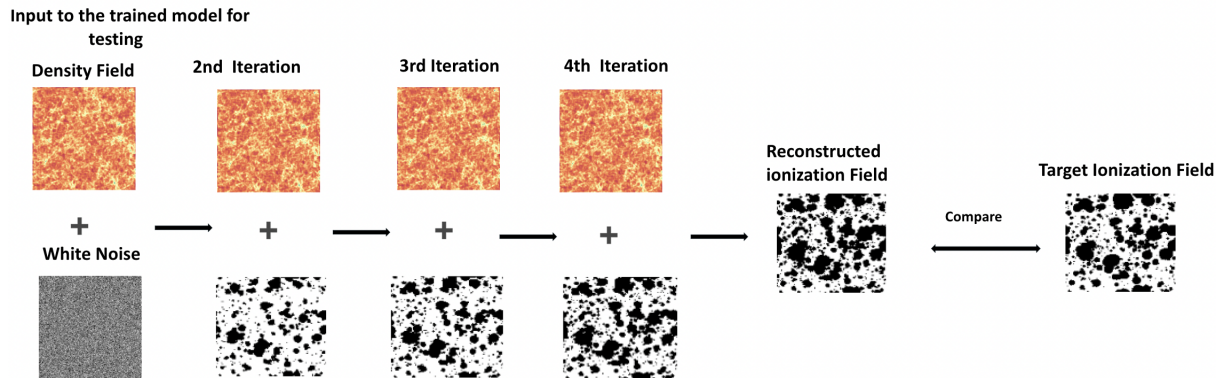 Input to the trained model for
testing
Density Field
2nd Iteration
3rd Iteration
4th Iteration
+
+
+
+
White Noise
Reconstructed
ionization Field
Compare
Target Ionization Field